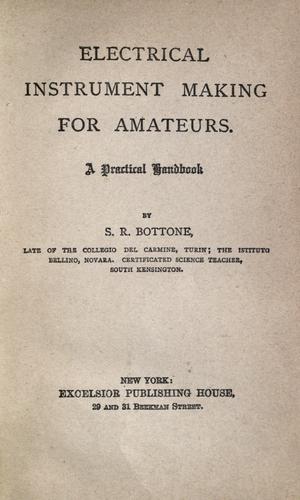 ELECTRICAL
INSTRUMENT MAKING
FOR AMATEURS.
A Practical Handbook
BY
S. R. BOTTONE,
LATE OF THE COLLEGIO DEL CARMINE, TURIN; THE ISTITUTO
BELLINO, NOVARA. CERTIFICATED SCIENCE TEACHER,
SOUTH KENSINGTON.
NEW YORK:
EXCELSIOR PUBLISHING HOUSE,
29 AND 31 BEEKMAN STREET.